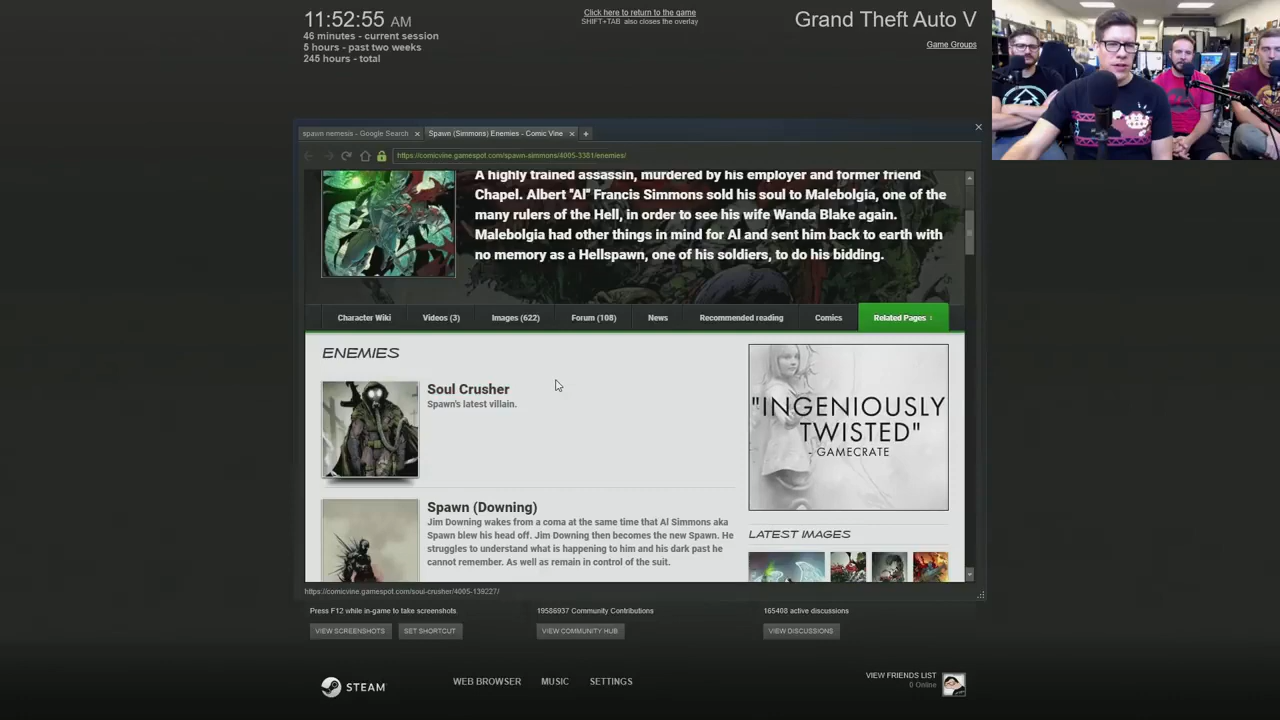 11:52:55 AM
46 minutes - current session
5 hours - past two weeks
245 hours - total
Click here to return to the game
SHIFT+TAB also closes the overlay
Grand Theft Auto V
Game Groups
spawn nemesis - Google Search
Spawn (Simmons) Enemies - Comic Vine
https://comicvine.gamespot.com/spawn-simmons/4005-3381/enemies/
A highly trained assassin, murdered by his employer and former friend
Chapel. Albert "Al" Francis Simmons sold his soul to Malebolgia, one of the
many rulers of the Hell, in order to see his wife Wanda Blake again.
Malebolgia had other things in mind for Al and sent him back to earth with
no memory as a Hellspawn, one of his soldiers, to do his bidding.
Character Wiki Videos (3) Images (622) Forum (108) News Recommended reading Comics Related Pages
ENEMIES
Soul Crusher
Spawn's latest villain.
Spawn (Downing)
Jim Downing wakes from a coma at the same time that Al Simmons aka
Spawn blew his head off. Jim Downing then becomes the new Spawn. He
struggles to understand what is happening to him and his dark past he
cannot remember. As well as remain in control of the suit.
"INGENIOUSLY
TWISTED"
- GAMECRATE
LATEST IMAGES
https://comicvine.gamespot.com/soul-crusher/4005-139227/
Press F12 while in-game to take screenshots
VIEW SCREENSHOTS
SET SHORTCUT
19586937 Community Contributions
VIEW COMMUNITY HUB
165408 active discussions
VIEW DISCUSSIONS
STEAM
WEB BROWSER
MUSIC
SETTINGS
VIEW FRIENDS LIST
0 Online